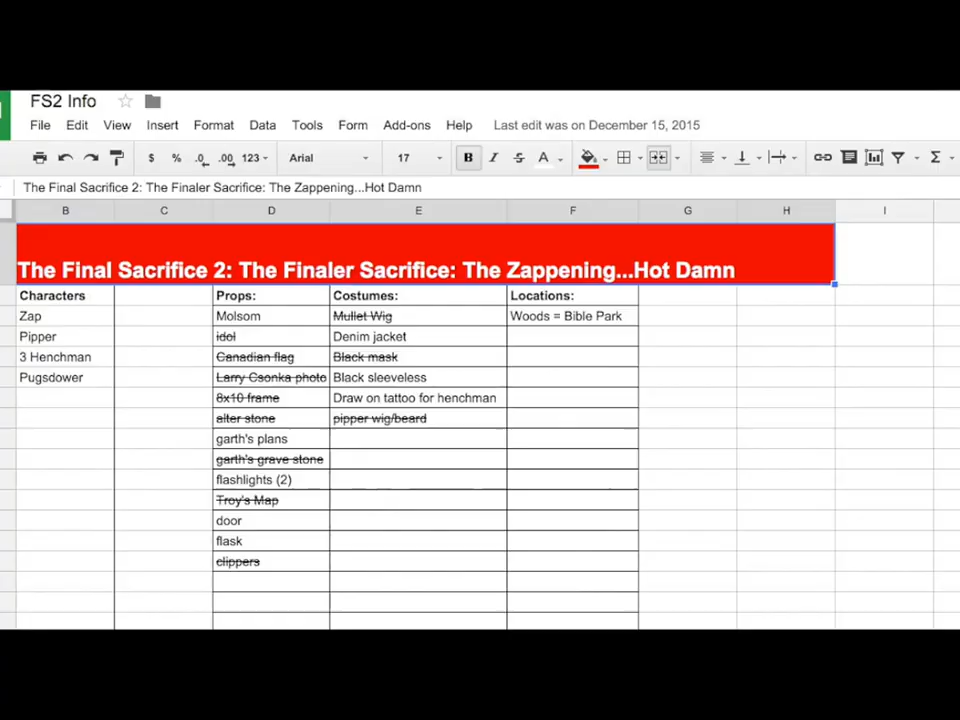 FS2 Info
File Edit View Insert Format Data Tools Form Add-ons Help Last edit was on December 15, 2015
$ % .0 .00 123 Arial 17 B I S A Σ
The Final Sacrifice 2: The Finaler Sacrifice: The Zappening...Hot Damn
B C D E F G H I
The Final Sacrifice 2: The Finaler Sacrifice: The Zappening...Hot Damn
Characters Props: Costumes: Locations:
Zap Molsom Mullet Wig Woods = Bible Park
Pipper idol Denim jacket
3 Henchman Canadian flag Black mask
Pugsdower Larry Csonka photo Black sleeveless
8x10 frame Draw on tattoo for henchman
alter stone pipper wig/beard
garth's plans
garth's grave stone
flashlights (2)
Troy's Map
door
flask
clippers